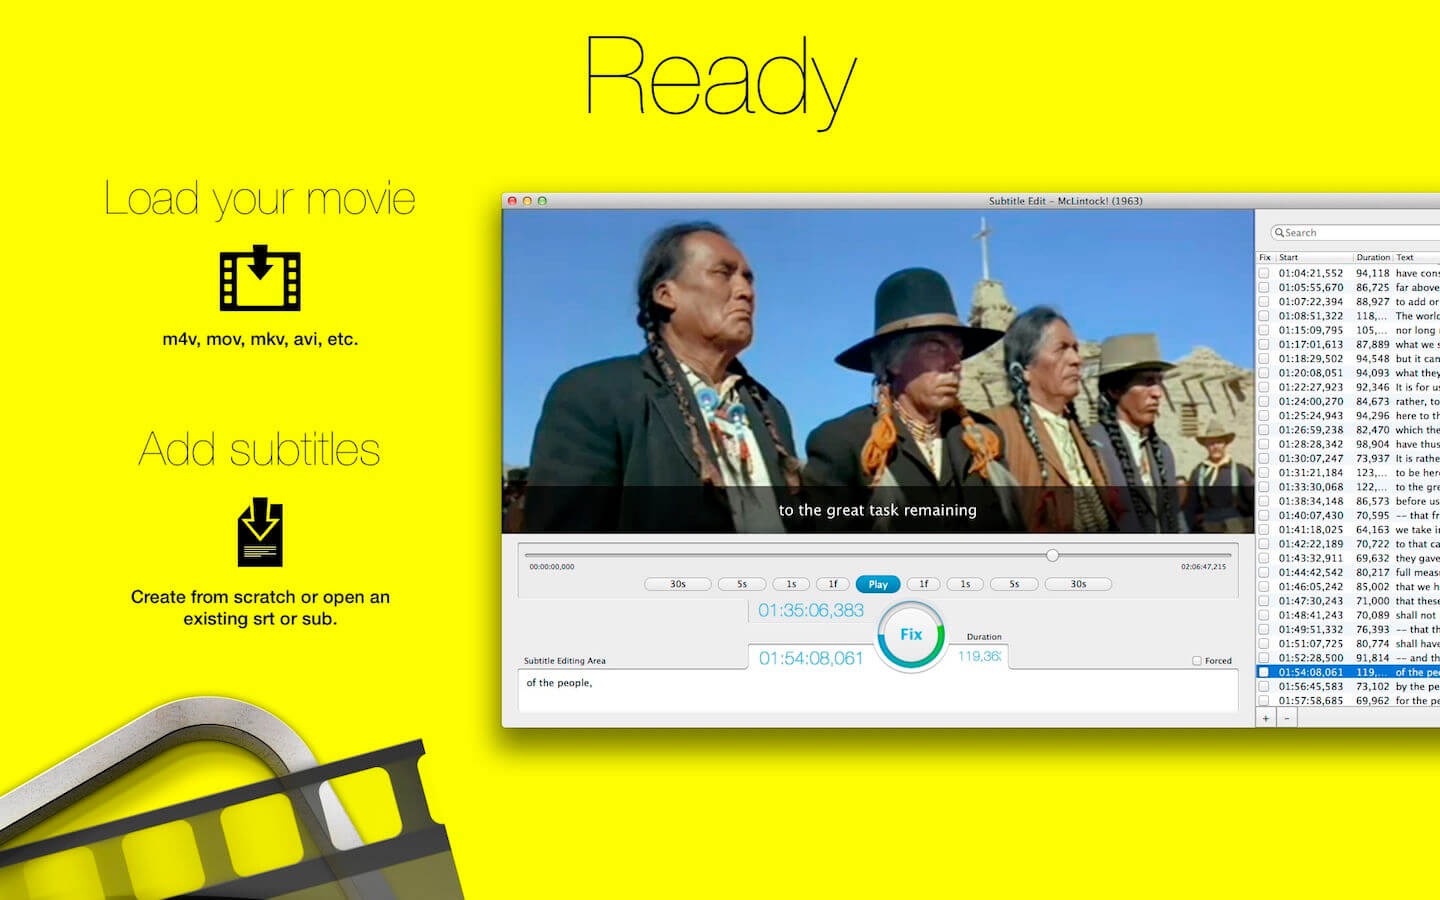 Ready
Load your movie
m4v, mov, mkv, avi, etc.
Add subtitles
Create from scratch or open an
existing srt or sub.
Subtitle Edit – McLintock! (1963)
to the great task remaining
00:00:00,000
02:06:47,215
30s 5s 1s 1f Play 1f 1s 5s 30s
01:35:06,383
Fix
Duration
01:54:08,061
119,36
Subtitle Editing Area
Forced
of the people,
Search
Fix Start Duration Text
01:04:21,552 94,118 have cons
01:05:55,670 86,725 far above
01:07:22,394 88,927 to add or
01:08:51,322 118,... The world
01:15:09,795 105,... nor long
01:17:01,613 87,889 what we s
01:18:29,502 94,548 but it can
01:20:08,051 94,093 what they
01:22:27,923 92,346 It is for us
01:24:00,270 84,673 rather, to
01:25:24,943 94,296 here to th
01:26:59,238 82,470 which the
01:28:28,342 98,904 have thus
01:30:07,247 73,937 It is rathe
01:31:21,184 123,... to be here
01:33:30,068 122,... to the gre
01:38:34,148 86,573 before us
01:40:07,430 70,595 -- that fr
01:41:18,025 64,163 we take in
01:42:22,189 70,722 to that ca
01:43:32,911 69,632 they gave
01:44:42,542 80,217 full meas
01:46:05,242 85,002 that we h
01:47:30,243 71,000 that these
01:48:41,243 70,089 shall not
01:49:51,332 76,393 -- that th
01:51:07,725 80,774 shall have
01:52:28,500 91,814 -- and th
01:54:08,061 119,... of the peo
01:56:45,583 73,102 by the pe
01:57:58,685 69,962 for the pe
+ -